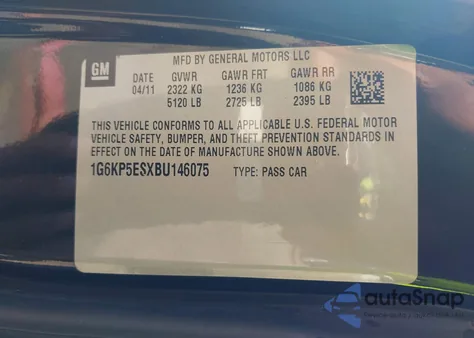 GM
MFD BY GENERAL MOTORS LLC
DATE GVWR GAWR FRT GAWR RR
04/11 2322 KG 1236 KG 1086 KG
5120 LB 2725 LB 2395 LB
THIS VEHICLE CONFORMS TO ALL APPLICABLE U.S. FEDERAL MOTOR
VEHICLE SAFETY, BUMPER, AND THEFT PREVENTION STANDARDS IN
EFFECT ON THE DATE OF MANUFACTURE SHOWN ABOVE.
1G6KP5ESXBU146075 TYPE: PASS CAR
autoSnap